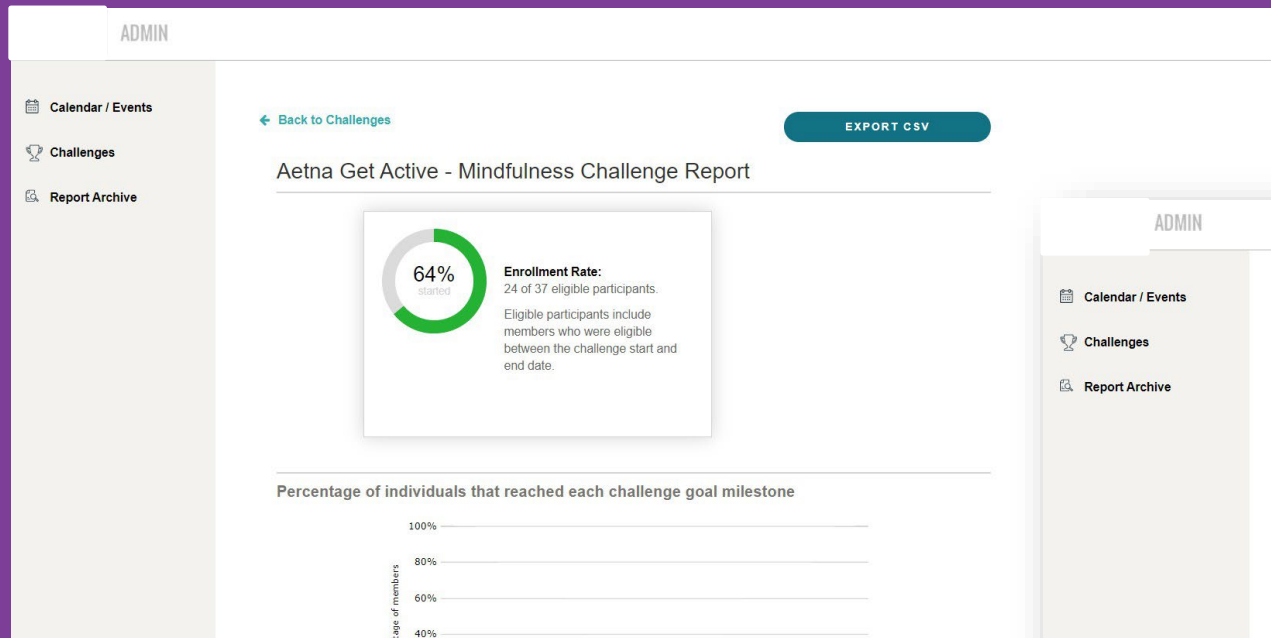 ADMIN
Calendar / Events
Challenges
Report Archive
Back to Challenges
EXPORT CSV
Aetna Get Active - Mindfulness Challenge Report
64%
started
Enrollment Rate:
24 of 37 eligible participants.
Eligible participants include
members who were eligible
between the challenge start and
end date.
Percentage of individuals that reached each challenge goal milestone
100%
80%
60%
40%
of members
ADMIN
Calendar / Events
Challenges
Report Archive